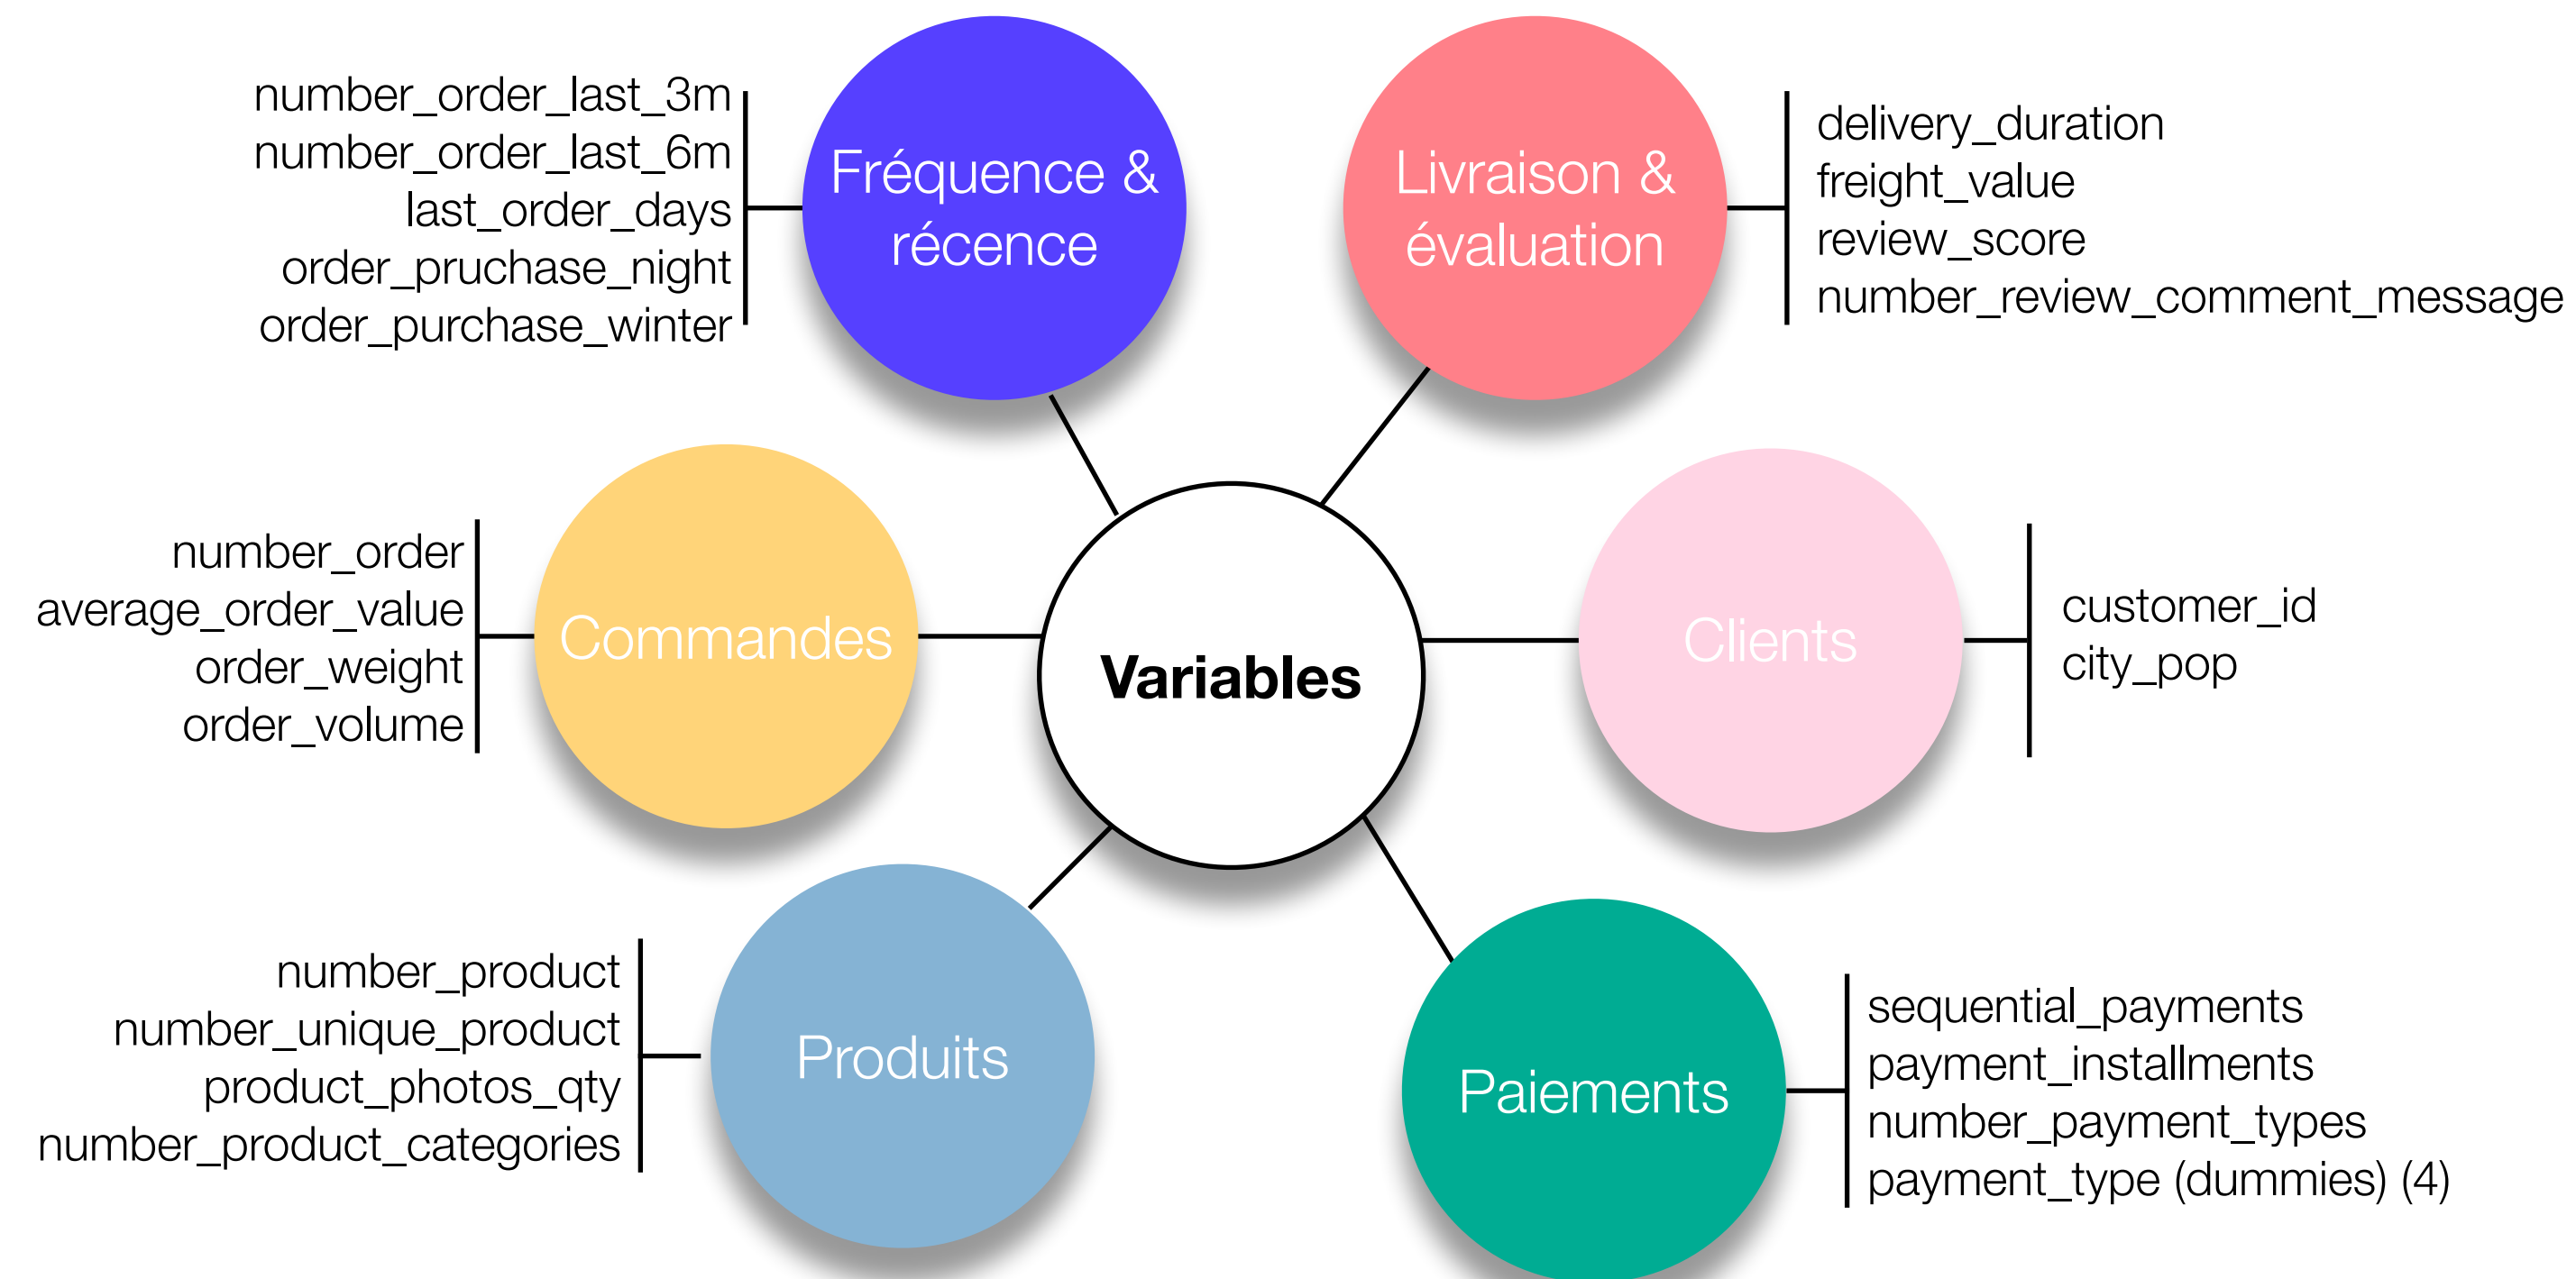 number_order_last_3m
number_order_last_6m
last_order_days
order_pruchase_night
order_purchase_winter
Fréquence &
récence
Livraison &
évaluation
delivery_duration
freight_value
review_score
number_review_comment_message
number_order
average_order_value
order_weight
order_volume
Commandes
Variables
Clients
customer_id
city_pop
number_product
number_unique_product
product_photos_qty
number_product_categories
Produits
Paiements
sequential_payments
payment_installments
number_payment_types
payment_type (dummies) (4)